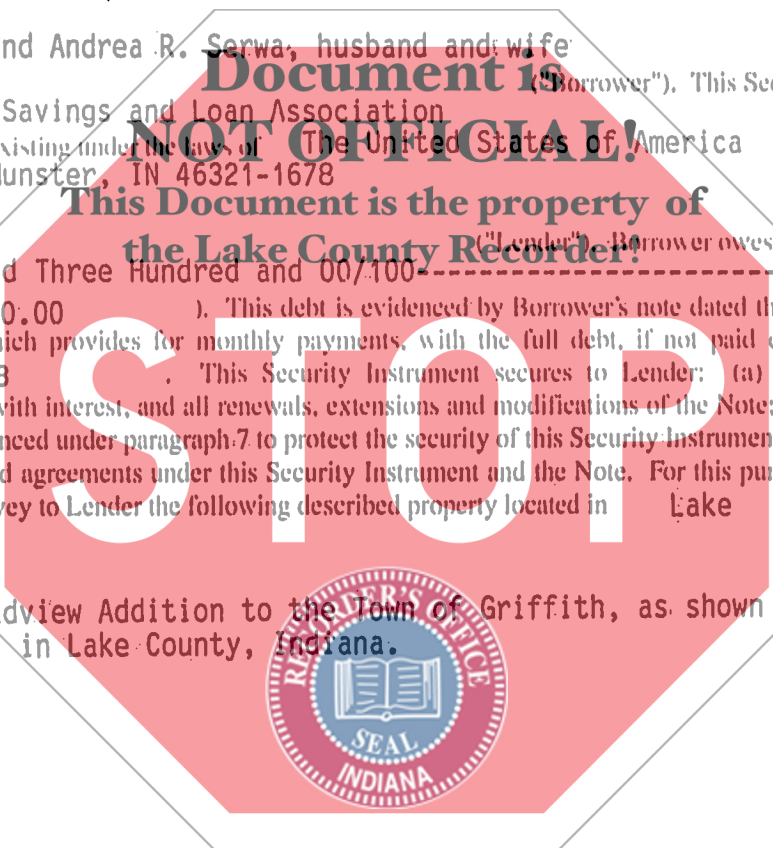 nd Andrea R. Serwa, husband and wife
Document is
("Borrower"). This Sec
Savings and Loan Association
xisting under the laws of The United States of America
NOT OFFICIAL!
Munster, IN 46321-1678
This Document is the property of
the Lake County Recorder!
("Lender"). Borrower owes
d Three Hundred and 00/100-----------------------------
0.00 ). This debt is evidenced by Borrower's note dated th
hich provides for monthly payments, with the full debt, if not paid
8 . This Security Instrument secures to Lender: (a)
with interest, and all renewals, extensions and modifications of the Note;
nced under paragraph 7 to protect the security of this Security Instrumen
d agreements under this Security Instrument and the Note. For this pur
vey to Lender the following described property located in Lake
STOP
dview Addition to the Town of Griffith, as shown
in Lake County, Indiana.
RECORDER'S OFFICE
SEAL
INDIANA